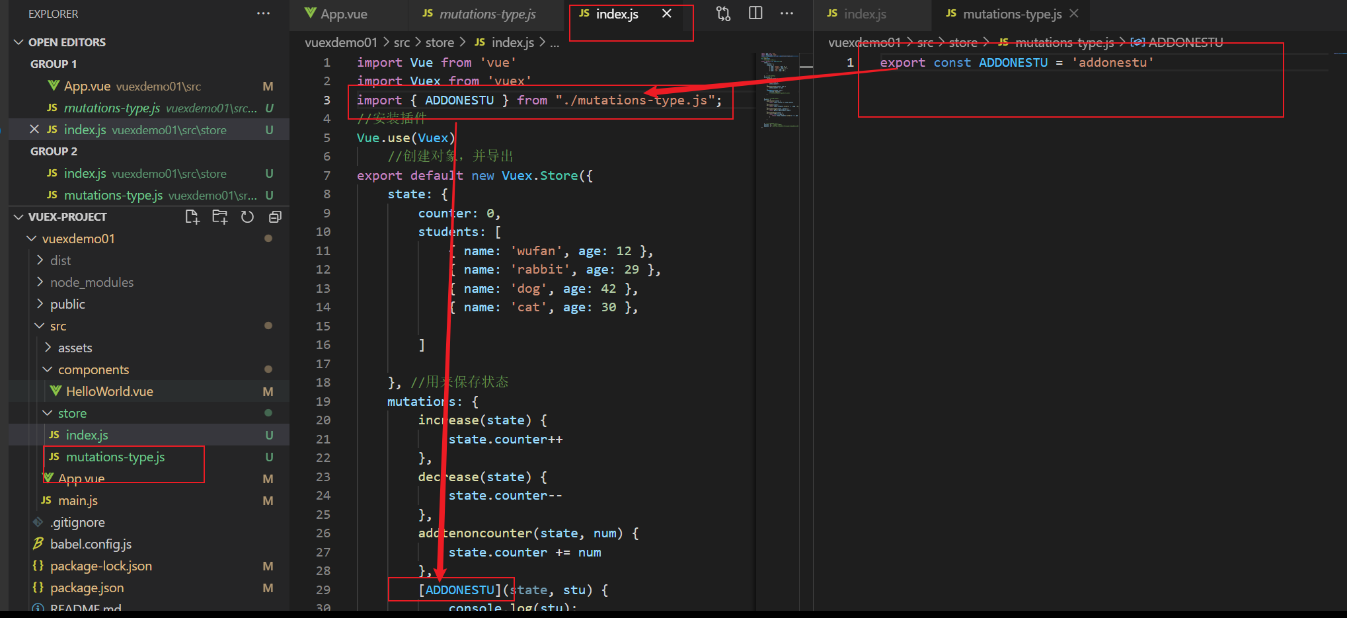 EXPLORER
···
OPEN EDITORS
GROUP 1
App.vue vuexdemo01\src M
JS mutations-type.js vuexdemo01\src... U
JS index.js vuexdemo01\src\store U
GROUP 2
JS index.js vuexdemo01\src\store U
JS mutations-type.js vuexdemo01\sr... U
VUEX-PROJECT
vuexdemo01
dist
node_modules
public
src
assets
components
HelloWorld.vue M
store
JS index.js U
JS mutations-type.js U
App.vue M
JS main.js M
.gitignore
babel.config.js
{} package-lock.json M
{} package.json M
README.md
App.vue
JS mutations-type.js
JS index.js
···
vuexdemo01 > src > store > JS index.js > ...
1 import Vue from 'vue'
2 import Vuex from 'vuex'
3 import { ADDONESTU } from "./mutations-type.js";
4 //安装插件
5 Vue.use(Vuex)
6 //创建对象，并导出
7 export default new Vuex.Store({
8 state: {
9 counter: 0,
10 students: [
11 { name: 'wufan', age: 12 },
12 { name: 'rabbit', age: 29 },
13 { name: 'dog', age: 42 },
14 { name: 'cat', age: 30 },
15
16 ]
17
18 }, //用来保存状态
19 mutations: {
20 increase(state) {
21 state.counter++
22 },
23 decrease(state) {
24 state.counter--
25 },
26 addtenoncounter(state, num) {
27 state.counter += num
28 },
29 [ADDONESTU](state, stu) {
30 console.log(stu);
JS index.js
JS mutations-type.js
vuexdemo01 > src > store > JS mutations-type.js > ADDONESTU
1 export const ADDONESTU = 'addonestu'